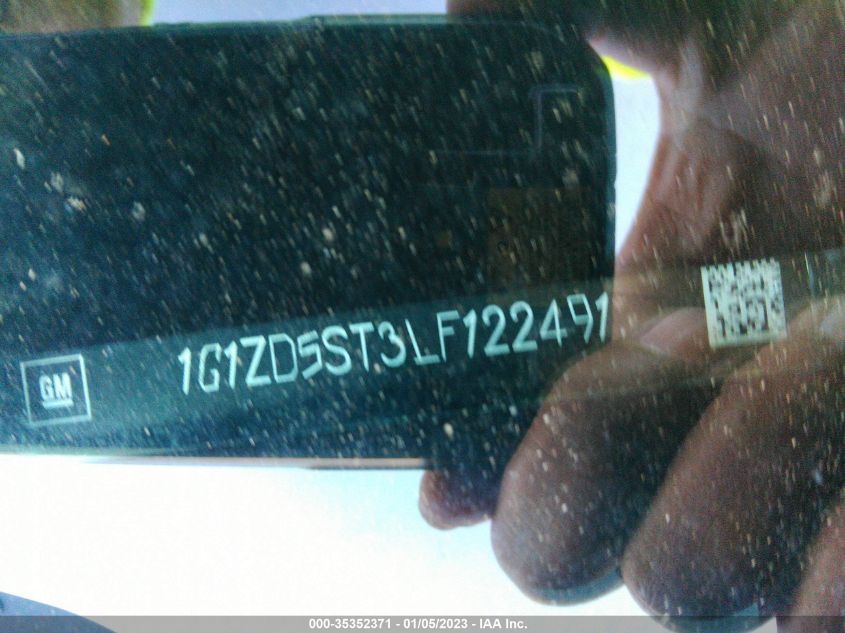 GM
1G1ZD5ST3LF122491
000-35352371 - 01/05/2023 - IAA Inc.